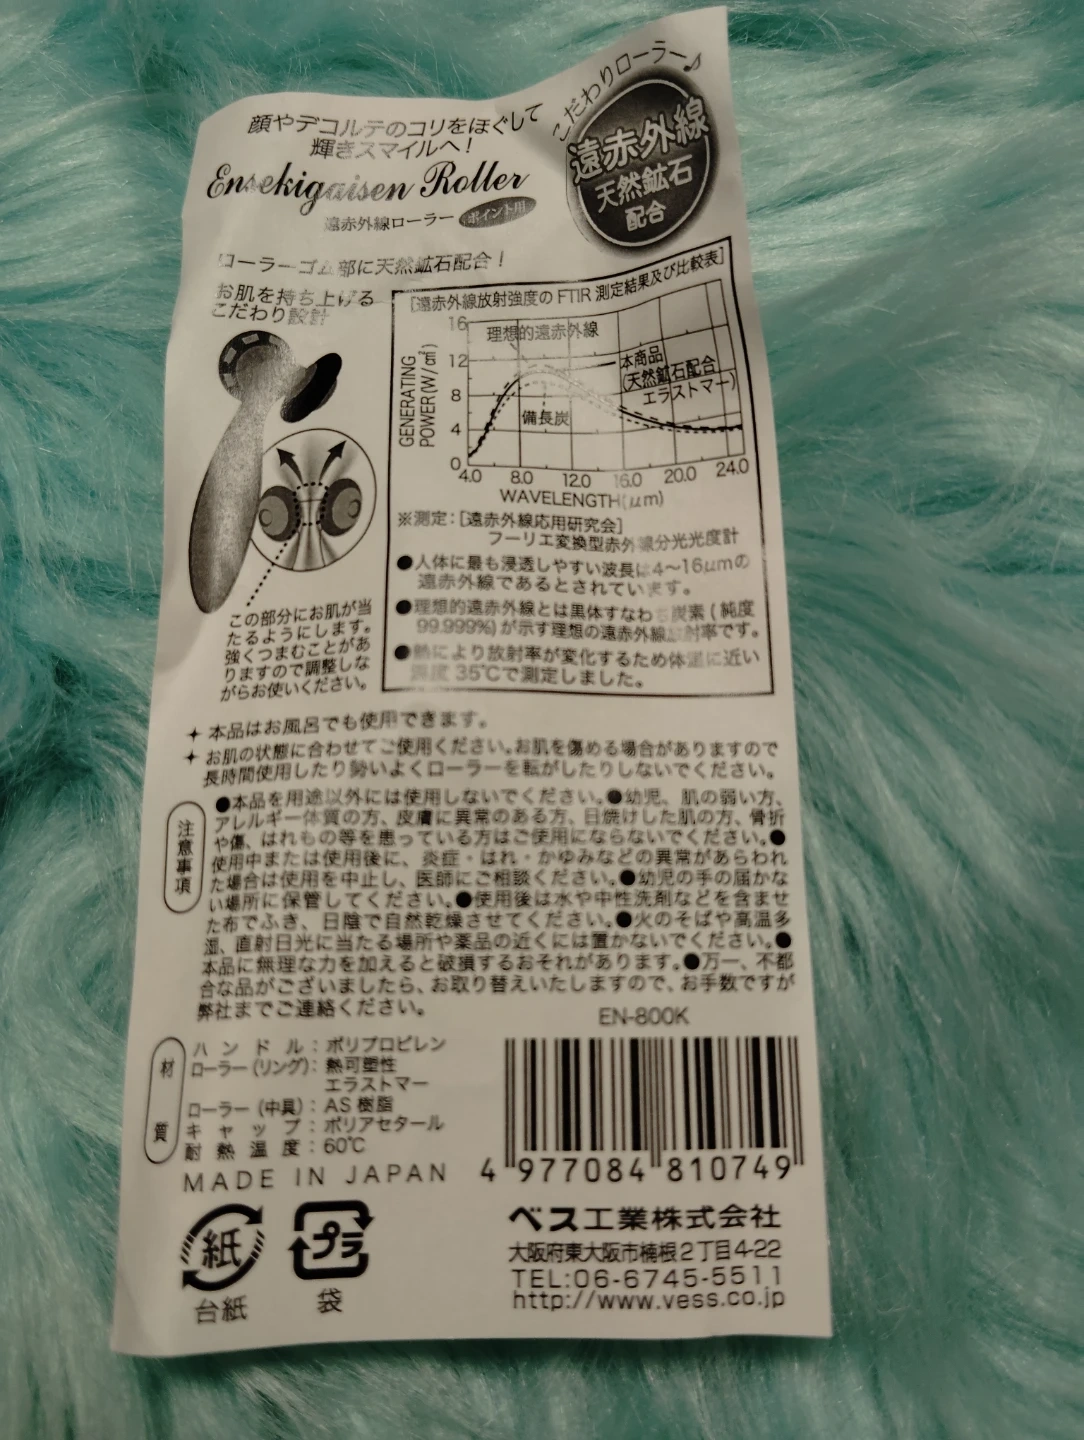 顔やデコルテのコリをほぐして
輝きスマイルへ!
Ensekigaisen Roller
遠赤外線ローラー ポイント用
こだわりローラー♪
遠赤外線
天然鉱石
配合
ローラーゴム部に天然鉱石配合!
お肌を持ち上げる
こだわり設計
この部分にお肌が当
たるようにします。
強くつまむことがあ
りますので調整しな
がらお使いください。
[遠赤外線放射強度のFTIR測定結果及び比較表]
GENERATING
POWER(W/㎠)
16
12
8
4
0
理想的遠赤外線
本商品
(天然鉱石配合
エラストマー)
備長炭
4.0 8.0 12.0 16.0 20.0 24.0
WAVELENGTH(μm)
※測定:[遠赤外線応用研究会]
フーリエ変換型赤外線分光光度計
●人体に最も浸透しやすい波長は4〜16μmの
遠赤外線であるとされています。
●理想的遠赤外線とは黒体すなわち炭素(純度
99.999%)が示す理想の遠赤外線放射率です。
●熱により放射率が変化するため体温に近い
温度35℃で測定しました。
✦本品はお風呂でも使用できます。
✦お肌の状態に合わせてご使用ください。お肌を傷める場合がありますので
長時間使用したり勢いよくローラーを転がしたりしないでください。
注意事項
●本品を用途以外には使用しないでください。●幼児、肌の弱い方、
アレルギー体質の方、皮膚に異常のある方、日焼けした肌の方、骨折
や傷、はれもの等を患っている方はご使用にならないでください。●
使用中または使用後に、炎症・はれ・かゆみなどの異常があらわれ
た場合は使用を中止し、医師にご相談ください。●幼児の手の届かな
い場所に保管してください。●使用後は水や中性洗剤などを含ませ
た布でふき、日陰で自然乾燥させてください。●火のそばや高温多
湿、直射日光に当たる場所や薬品の近くには置かないでください。●
本品に無理な力を加えると破損するおそれがあります。●万一、不都
合な品がございましたら、お取り替えいたしますので、お手数ですが
弊社までご連絡ください。
EN-800K
材質
ハンドル:ポリプロピレン
ローラー(リング):熱可塑性
エラストマー
ローラー(中具):AS樹脂
キャップ:ポリアセタール
耐熱温度:60℃
MADE IN JAPAN
4 977084 810749
紙
台紙
プラ
袋
ベス工業株式会社
大阪府東大阪市楠根2丁目4-22
TEL:06-6745-5511
http://www.vess.co.jp